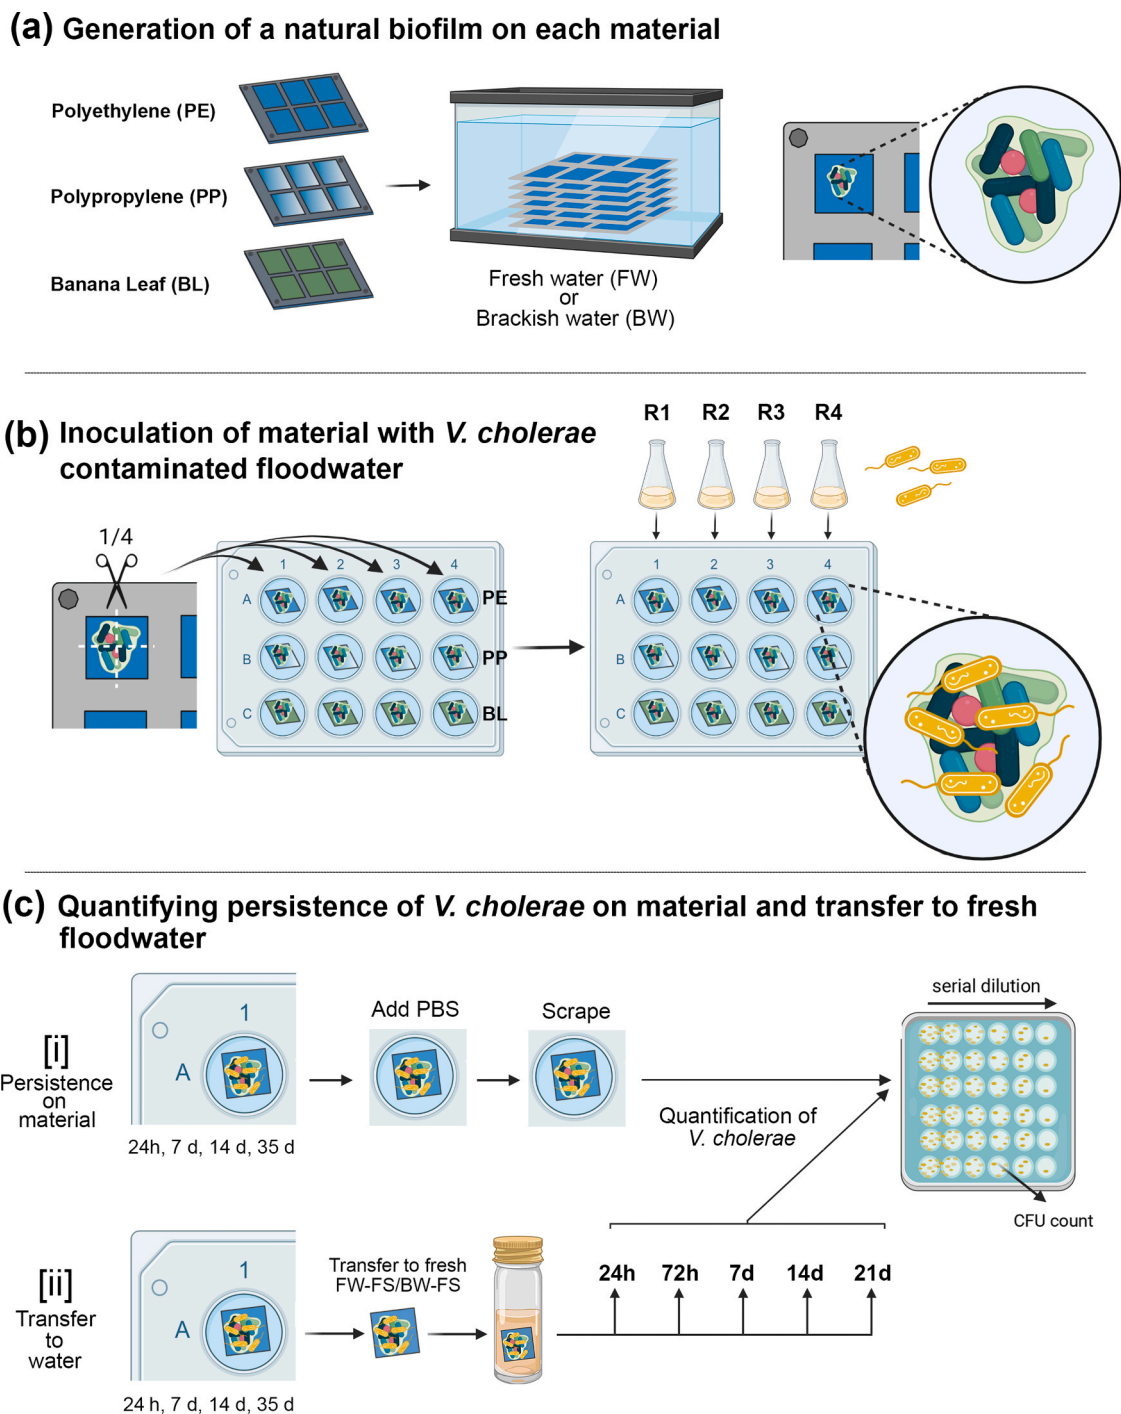 (a) Generation of a natural biofilm on each material
Polyethylene (PE)
Polypropylene (PP)
Banana Leaf (BL)
Fresh water (FW)
or
Brackish water (BW)
(b) Inoculation of material with V. cholerae
contaminated floodwater
R1 R2 R3 R4
1/4
1 2 3 4
A PE
B PP
C BL
1 2 3 4
A
B
C
(c) Quantifying persistence of V. cholerae on material and transfer to fresh
floodwater
[i]
Persistence
on
material
1
A
24h, 7 d, 14 d, 35 d
Add PBS
Scrape
Quantification of
V. cholerae
serial dilution
CFU count
[ii]
Transfer
to
water
1
A
24 h, 7 d, 14 d, 35 d
Transfer to fresh
FW-FS/BW-FS
24h 72h 7d 14d 21d